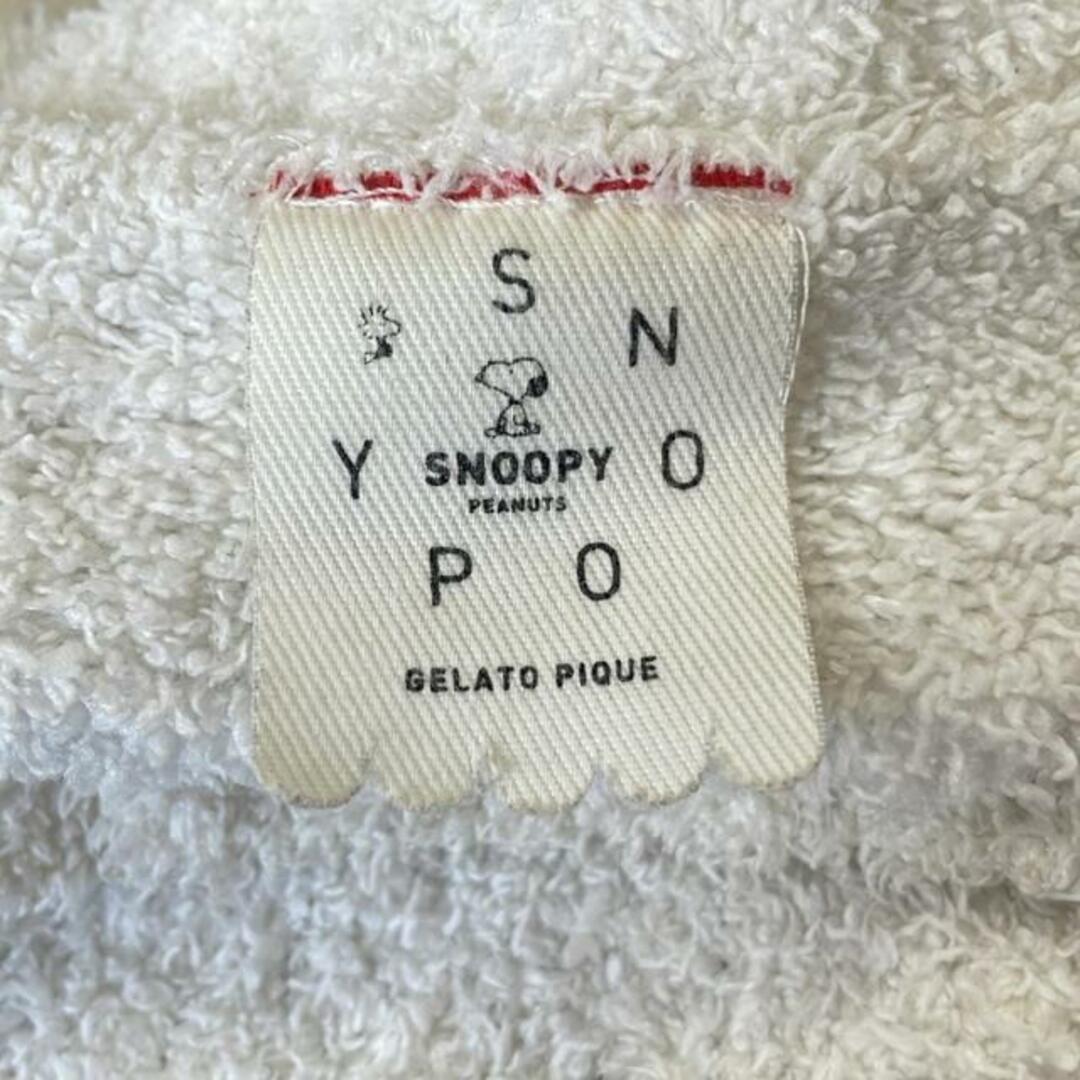 S
N
Y SNOOPY O
PEANUTS
P O
GELATO PIQUE